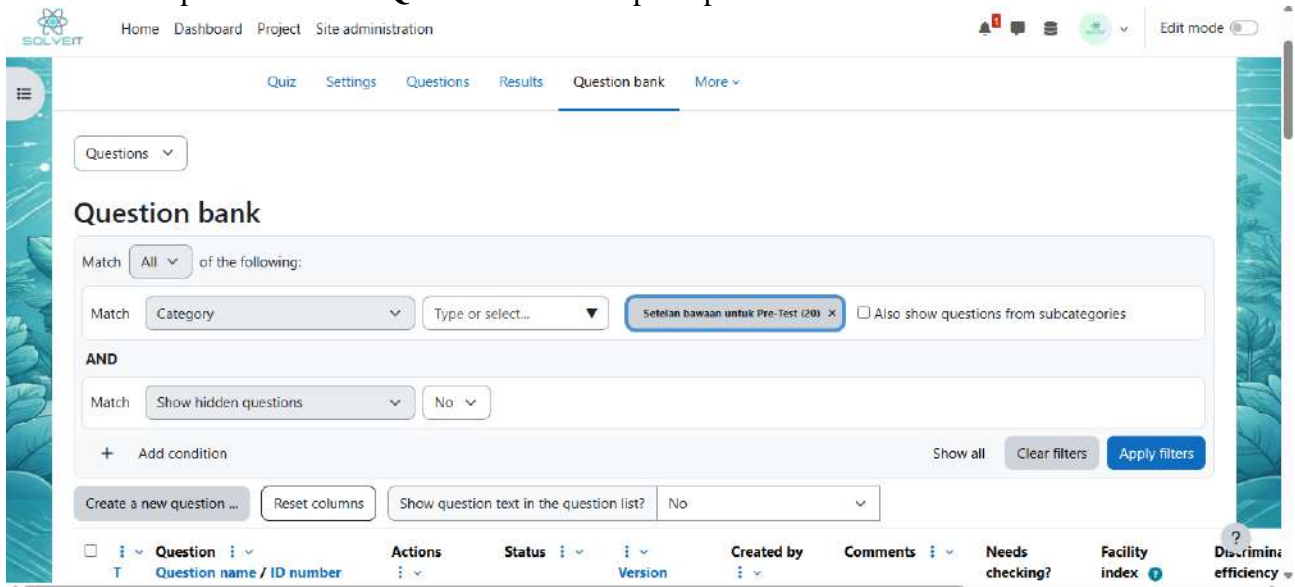 SOLVEIT
Home Dashboard Project Site administration
1
Edit mode
Quiz Settings Questions Results Question bank More
Questions
Question bank
Match All of the following:
Match Category Type or select... Setelan bawaan untuk Pre-Test (20) × Also show questions from subcategories
AND
Match Show hidden questions No
+ Add condition Show all Clear filters Apply filters
Create a new question ... Reset columns Show question text in the question list? No
?
Question Actions Status Created by Comments Needs Facility
T Question name / ID number Version checking? index ? efficiency